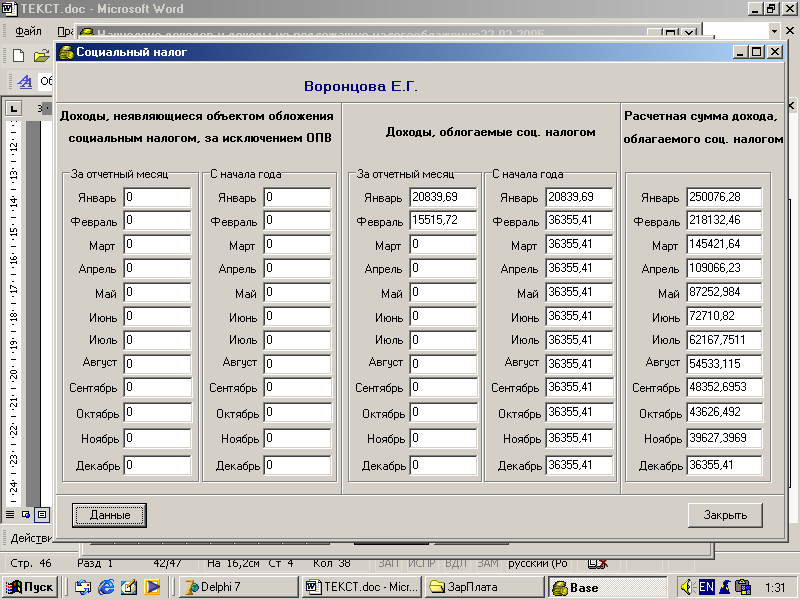 ТЕКСТ.doc - Microsoft Word
Файл
Социальный налог
Воронцова Е.Г.
Доходы, неявляющиеся объектом обложения
социальным налогом, за исключением ОПВ
Доходы, облогаемые соц. налогом
Расчетная сумма дохода,
облагаемого соц. налогом
За отчетный месяц С начала года За отчетный месяц С начала года
Январь 0 Январь 0 Январь 20839,69 Январь 20839,69 Январь 250076,28
Февраль 0 Февраль 0 Февраль 15515,72 Февраль 36355,41 Февраль 218132,46
Март 0 Март 0 Март 0 Март 36355,41 Март 145421,64
Апрель 0 Апрель 0 Апрель 0 Апрель 36355,41 Апрель 109066,23
Май 0 Май 0 Май 0 Май 36355,41 Май 87252,984
Июнь 0 Июнь 0 Июнь 0 Июнь 36355,41 Июнь 72710,82
Июль 0 Июль 0 Июль 0 Июль 36355,41 Июль 62167,7511
Август 0 Август 0 Август 0 Август 36355,41 Август 54533,115
Сентябрь 0 Сентябрь 0 Сентябрь 0 Сентябрь 36355,41 Сентябрь 48352,6953
Октябрь 0 Октябрь 0 Октябрь 0 Октябрь 36355,41 Октябрь 43626,492
Ноябрь 0 Ноябрь 0 Ноябрь 0 Ноябрь 36355,41 Ноябрь 39627,3969
Декабрь 0 Декабрь 0 Декабрь 0 Декабрь 36355,41 Декабрь 36355,41
Данные Закрыть
Стр. 46 Разд 1 42/47 На 16,2см Ст 4 Кол 38 ЗАП ИСПР ВДЛ ЗАМ русский (Ро
Пуск Delphi 7 ТЕКСТ.doc - Micr... ЗарПлата Base EN 1:31